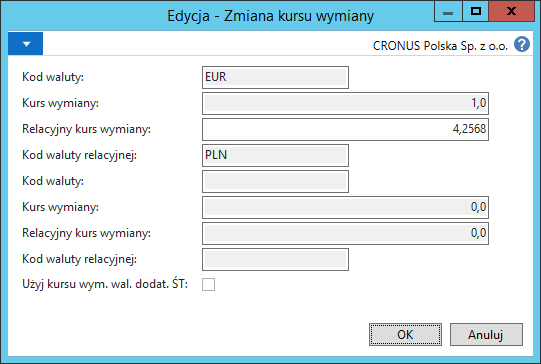 Edycja - Zmiana kursu wymiany
CRONUS Polska Sp. z o.o. ?
Kod waluty: EUR
Kurs wymiany: 1,0
Relacyjny kurs wymiany: 4,2568
Kod waluty relacyjnej: PLN
Kod waluty:
Kurs wymiany: 0,0
Relacyjny kurs wymiany: 0,0
Kod waluty relacyjnej:
Użyj kursu wym. wal. dodat. ŚT:
OK Anuluj